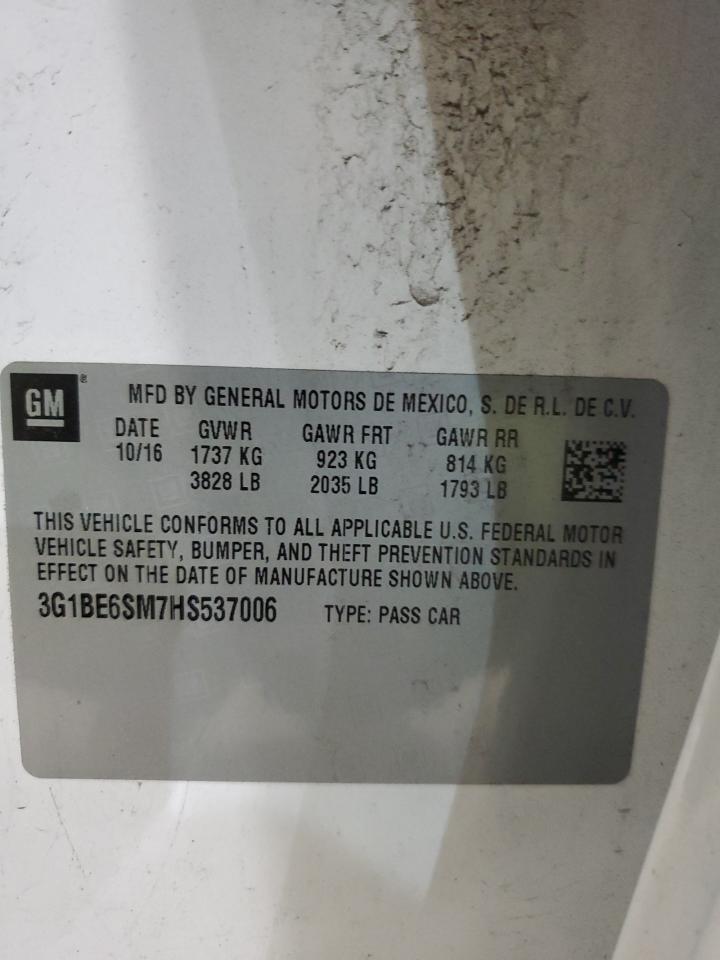 GM® MFD BY GENERAL MOTORS DE MEXICO, S. DE R.L. DE C.V.
DATE GVWR GAWR FRT GAWR RR
10/16 1737 KG 923 KG 814 KG
3828 LB 2035 LB 1793 LB
THIS VEHICLE CONFORMS TO ALL APPLICABLE U.S. FEDERAL MOTOR
VEHICLE SAFETY, BUMPER, AND THEFT PREVENTION STANDARDS IN
EFFECT ON THE DATE OF MANUFACTURE SHOWN ABOVE.
3G1BE6SM7HS537006 TYPE: PASS CAR